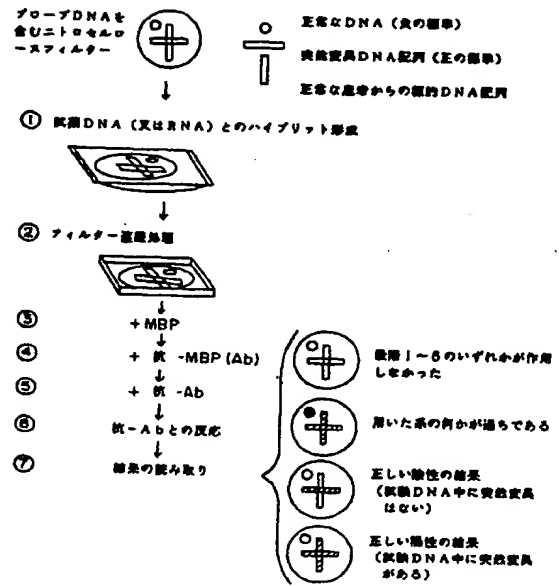 プローブDNAを
含むニトロセルロ
ースフィルター
正常なDNA（負の標準）
突然変異DNA配列（正の標準）
正常な患者からの標的DNA配列
① 試験DNA（又はRNA）とのハイブリット形成
② フィルター遮蔽処理
③ +MBP
④ + 抗 -MBP(Ab)
⑤ + 抗 -Ab
⑥ 抗-Abとの反応
⑦ 結果の読み取り
段階1〜6のいずれかが作用
しなかった
用いた系の何かが過ちである
正しい陰性の結果
（試験DNA中に突然変異
はない）
正しい陽性の結果
（試験DNA中に突然変異
がある）